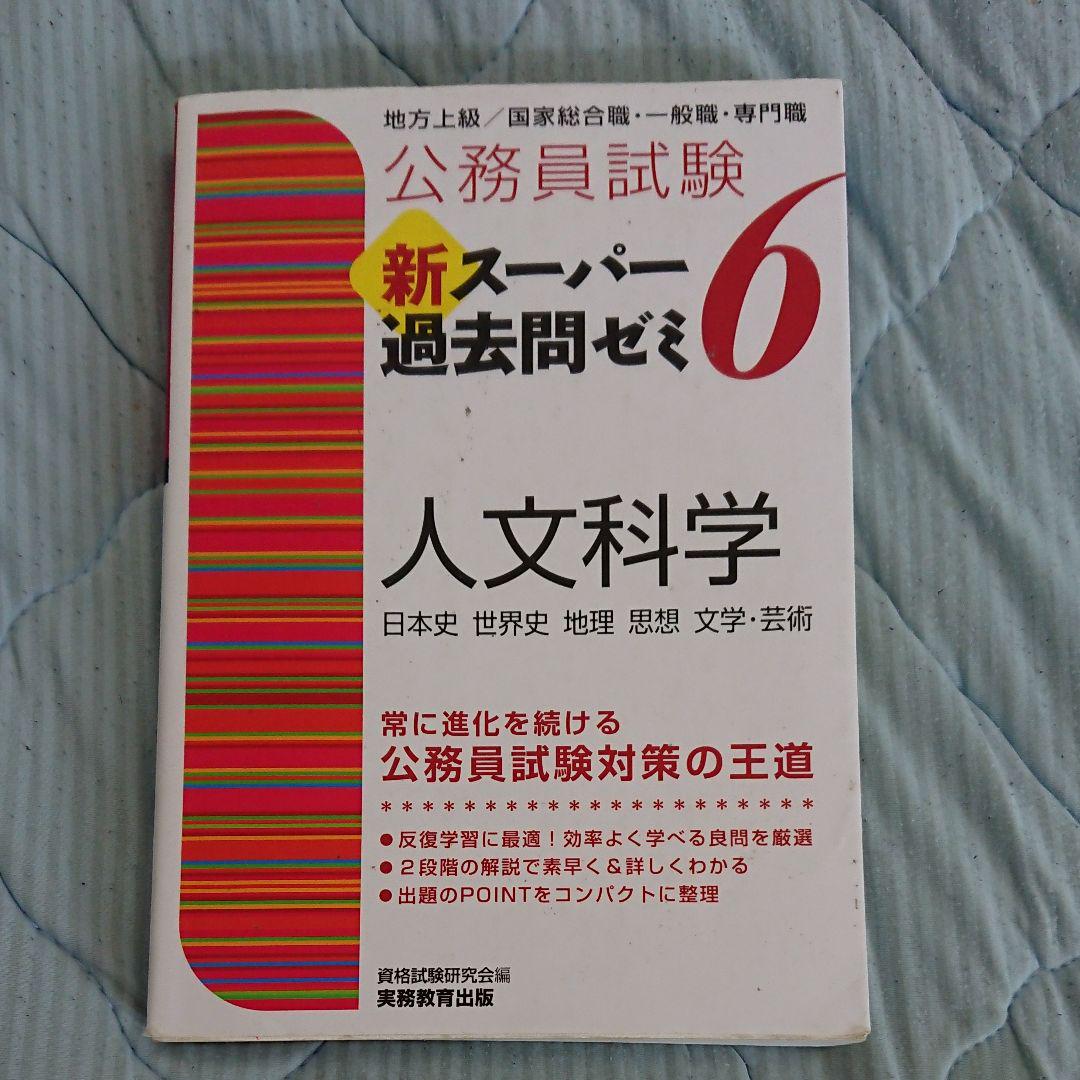 地方上級／国家総合職・一般職・専門職
公務員試験
新スーパー
過去問ゼミ6
人文科学
日本史 世界史 地理 思想 文学・芸術
常に進化を続ける
公務員試験対策の王道
*********************
●反復学習に最適！効率よく学べる良問を厳選
●2段階の解説で素早く＆詳しくわかる
●出題のPOINTをコンパクトに整理
資格試験研究会編
実務教育出版